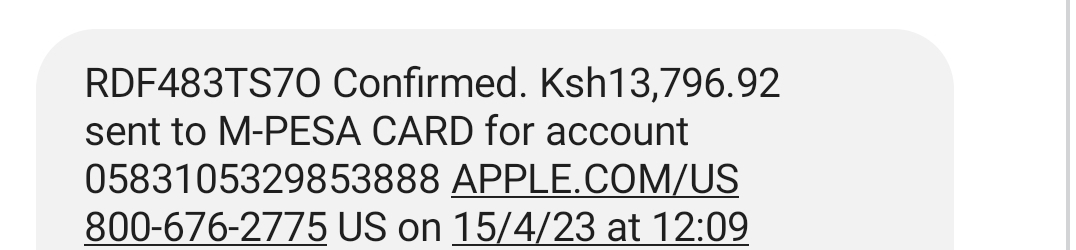 RDF483TS7O Confirmed. Ksh13,796.92
sent to M-PESA CARD for account
0583105329853888 APPLE.COM/US
800-676-2775 US on 15/4/23 at 12:09